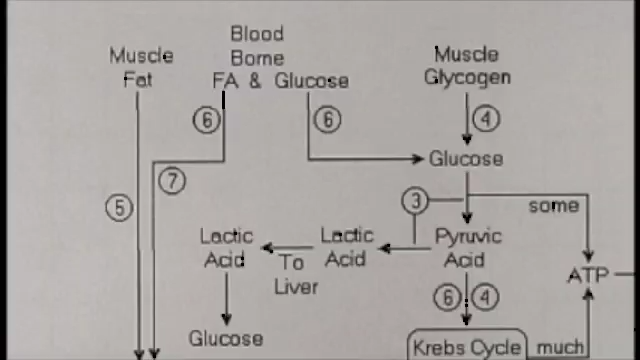 Blood
Borne
FA & Glucose
Muscle
Fat
Muscle
Glycogen
6
6
4
Glucose
7
5
3
some
Lactic
Acid
To
Liver
Lactic
Acid
Pyruvic
Acid
ATP
6
4
Glucose
Krebs Cycle
much